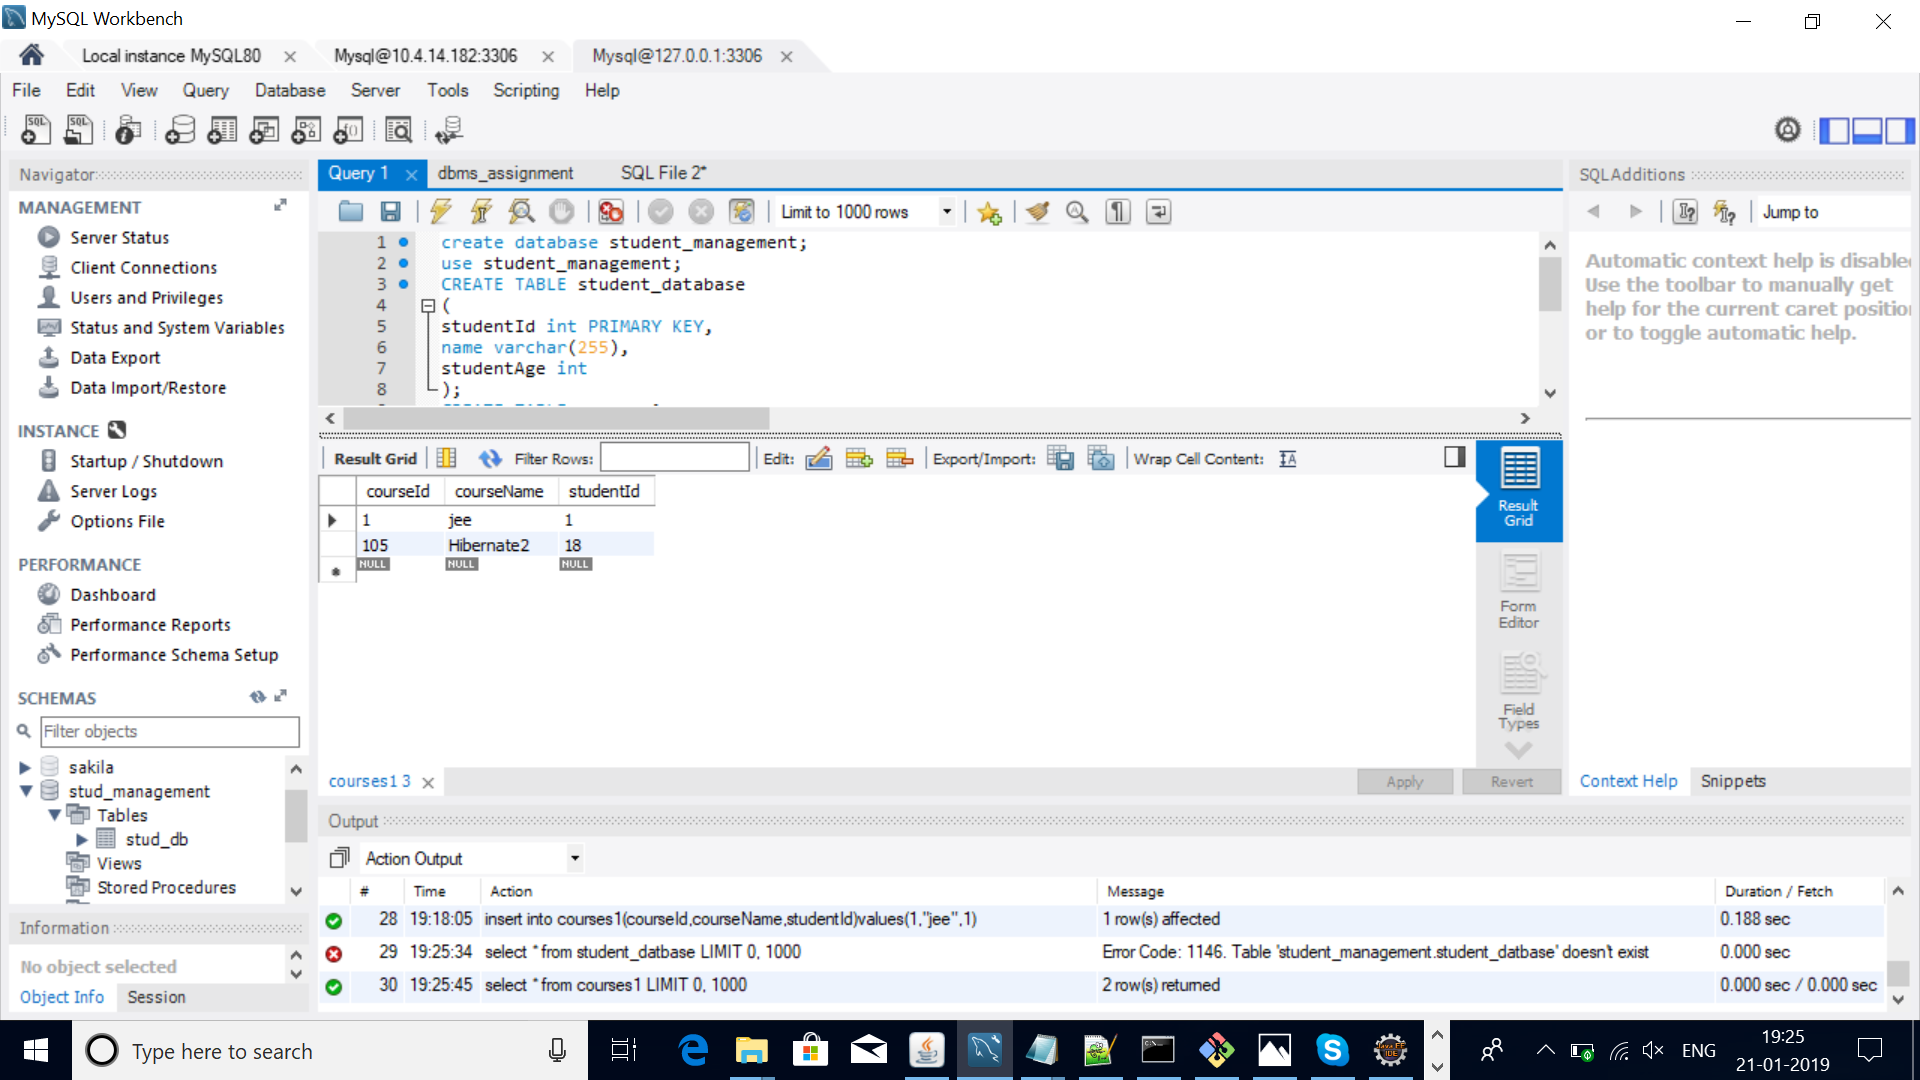 MySQL Workbench
Local instance MySQL80
Mysql@10.4.14.182:3306
Mysql@127.0.0.1:3306
File Edit View Query Database Server Tools Scripting Help
Navigator
MANAGEMENT
Server Status
Client Connections
Users and Privileges
Status and System Variables
Data Export
Data Import/Restore
INSTANCE
Startup / Shutdown
Server Logs
Options File
PERFORMANCE
Dashboard
Performance Reports
Performance Schema Setup
SCHEMAS
Filter objects
sakila
stud_management
Tables
stud_db
Views
Stored Procedures
Information
No object selected
Object Info Session
Query 1 dbms_assignment SQL File 2*
Limit to 1000 rows
1 create database student_management;
2 use student_management;
3 CREATE TABLE student_database
4 (
5 studentId int PRIMARY KEY,
6 name varchar(255),
7 studentAge int
8 );
Result Grid Filter Rows: Edit: Export/Import: Wrap Cell Content:
courseId courseName studentId
1 jee 1
105 Hibernate2 18
NULL NULL NULL
Result Grid
Form Editor
Field Types
courses1 3
Apply Revert
SQLAdditions
Jump to
Automatic context help is disable
Use the toolbar to manually get
help for the current caret positio
or to toggle automatic help.
Context Help Snippets
Output
Action Output
# Time Action Message Duration / Fetch
28 19:18:05 insert into courses1(courseId,courseName,studentId)values(1,"jee",1) 1 row(s) affected 0.188 sec
29 19:25:34 select * from student_datbase LIMIT 0, 1000 Error Code: 1146. Table 'student_management.student_datbase' doesn't exist 0.000 sec
30 19:25:45 select * from courses1 LIMIT 0, 1000 2 row(s) returned 0.000 sec / 0.000 sec
Type here to search
ENG
19:25
21-01-2019